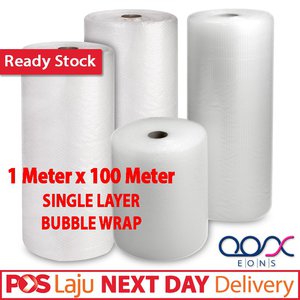 Ready Stock
1 Meter x 100 Meter
SINGLE LAYER
BUBBLE WRAP
EONS
POS Laju NEXT DAY Delivery